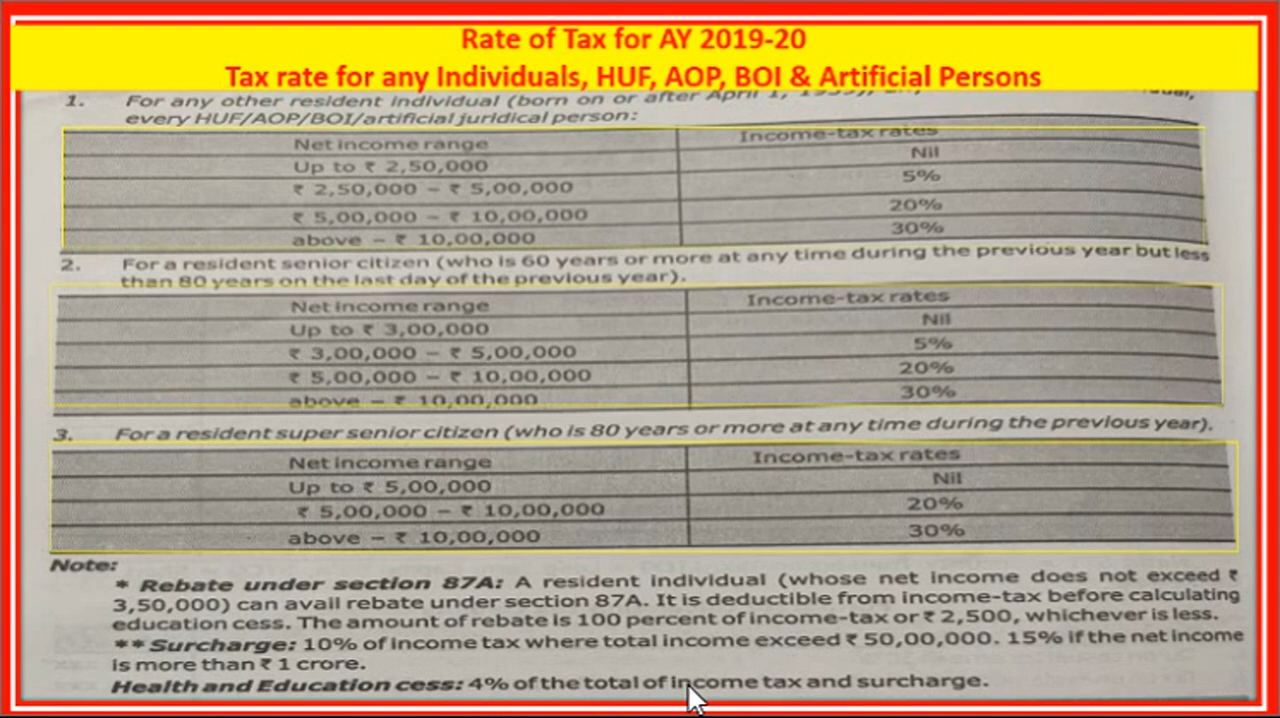 Rate of Tax for AY 2019-20
Tax rate for any Individuals, HUF, AOP, BOI & Artificial Persons
1. For any other resident individual (born on or after April 1,
every HUF/AOP/BOI/artificial juridical person:
Net income range Income-tax rates
Up to ₹ 2,50,000 Nil
₹ 2,50,000 – ₹ 5,00,000 5%
₹ 5,00,000 – ₹ 10,00,000 20%
above – ₹ 10,00,000 30%
2. For a resident senior citizen (who is 60 years or more at any time during the previous year but less
than 80 years on the last day of the previous year).
Net income range Income-tax rates
Up to ₹ 3,00,000 Nil
₹ 3,00,000 – ₹ 5,00,000 5%
₹ 5,00,000 – ₹ 10,00,000 20%
above – ₹ 10,00,000 30%
3. For a resident super senior citizen (who is 80 years or more at any time during the previous year).
Net income range Income-tax rates
Up to ₹ 5,00,000 Nil
₹ 5,00,000 – ₹ 10,00,000 20%
above – ₹ 10,00,000 30%
Note:
* Rebate under section 87A: A resident individual (whose net income does not exceed ₹
3,50,000) can avail rebate under section 87A. It is deductible from income-tax before calculating
education cess. The amount of rebate is 100 percent of income-tax or ₹ 2,500, whichever is less.
** Surcharge: 10% of income tax where total income exceed ₹ 50,00,000. 15% if the net income
is more than ₹ 1 crore.
Health and Education cess: 4% of the total of income tax and surcharge.